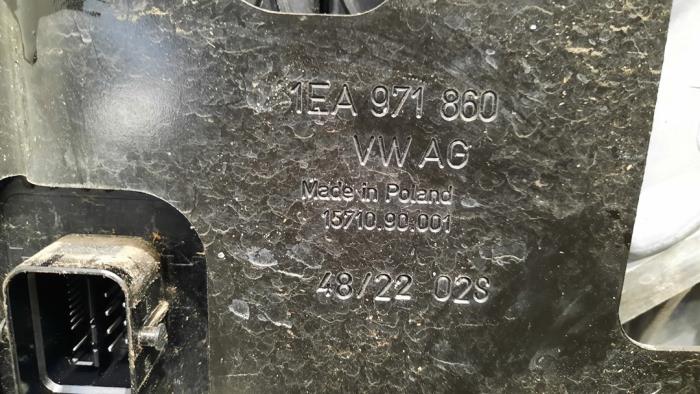 1EA 971 860
VW AG
Made in Poland
15710.90.001
48/22 02S